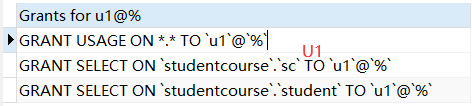 Grants for u1@%
GRANT USAGE ON *.* TO `u1`@`%`
U1
GRANT SELECT ON `studentcourse`.`sc` TO `u1`@`%`
GRANT SELECT ON `studentcourse`.`student` TO `u1`@`%`